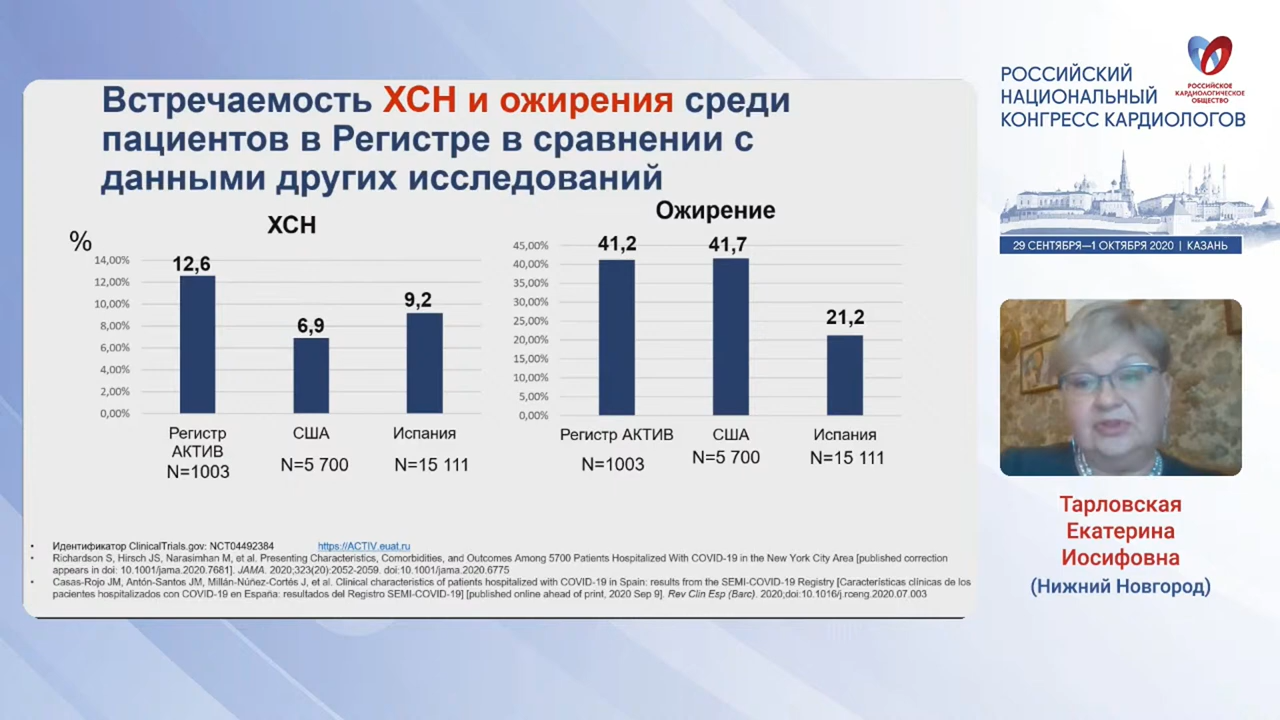 Встречаемость ХСН и ожирения среди
пациентов в Регистре в сравнении с
данными других исследований
ХСН
%
14,00%
12,00%
10,00%
8,00%
6,00%
4,00%
2,00%
0,00%
12,6
6,9
9,2
Регистр
АКТИВ
N=1003
США
N=5 700
Испания
N=15 111
Ожирение
45,00%
40,00%
35,00%
30,00%
25,00%
20,00%
15,00%
10,00%
5,00%
0,00%
41,2
41,7
21,2
Регистр АКТИВ
N=1003
США
N=5 700
Испания
N=15 111
• Идентификатор ClinicalTrials.gov: NCT04492384 https://ACTIV.euat.ru
• Richardson S, Hirsch JS, Narasimhan M, et al. Presenting Characteristics, Comorbidities, and Outcomes Among 5700 Patients Hospitalized With COVID-19 in the New York City Area [published correction
appears in doi: 10.1001/jama.2020.7681]. JAMA. 2020;323(20):2052-2059. doi:10.1001/jama.2020.6775
• Casas-Rojo JM, Antón-Santos JM, Millán-Núñez-Cortés J, et al. Clinical characteristics of patients hospitalized with COVID-19 in Spain: results from the SEMI-COVID-19 Registry [Características clínicas de los
pacientes hospitalizados con COVID-19 en España: resultados del Registro SEMI-COVID-19] [published online ahead of print, 2020 Sep 9]. Rev Clin Esp (Barc). 2020;doi:10.1016/j.rceng.2020.07.003
РОССИЙСКИЙ
НАЦИОНАЛЬНЫЙ
КОНГРЕСС КАРДИОЛОГОВ
РОССИЙСКОЕ
КАРДИОЛОГИЧЕСКОЕ
ОБЩЕСТВО
29 СЕНТЯБРЯ—1 ОКТЯБРЯ 2020 | КАЗАНЬ
Тарловская
Екатерина
Иосифовна
(Нижний Новгород)